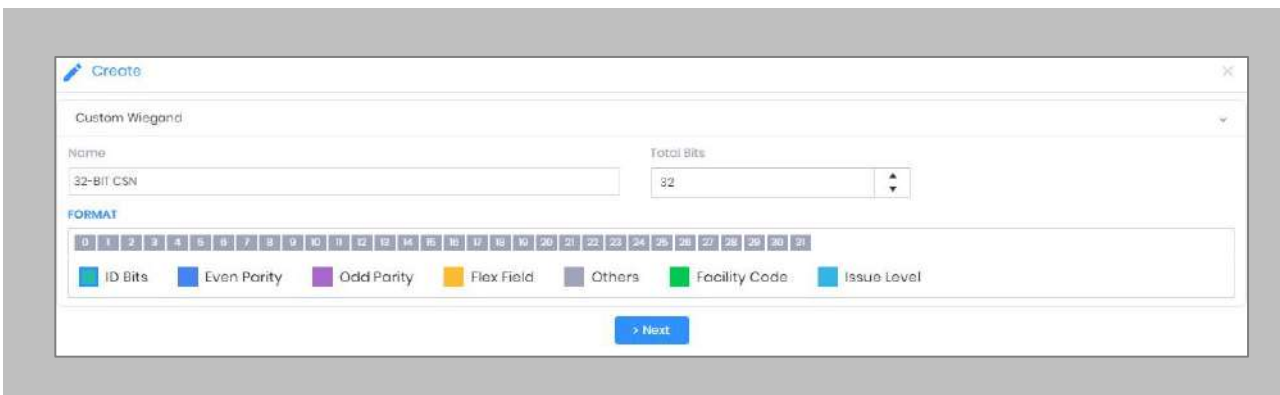 Create
Custom Wiegand
Name
Total Bits
32-BIT CSN
32
FORMAT
0 1 2 3 4 5 6 7 8 9 10 11 12 13 14 15 16 17 18 19 20 21 22 23 24 25 26 27 28 29 30 31
ID Bits Even Parity Odd Parity Flex Field Others Facility Code Issue Level
> Next